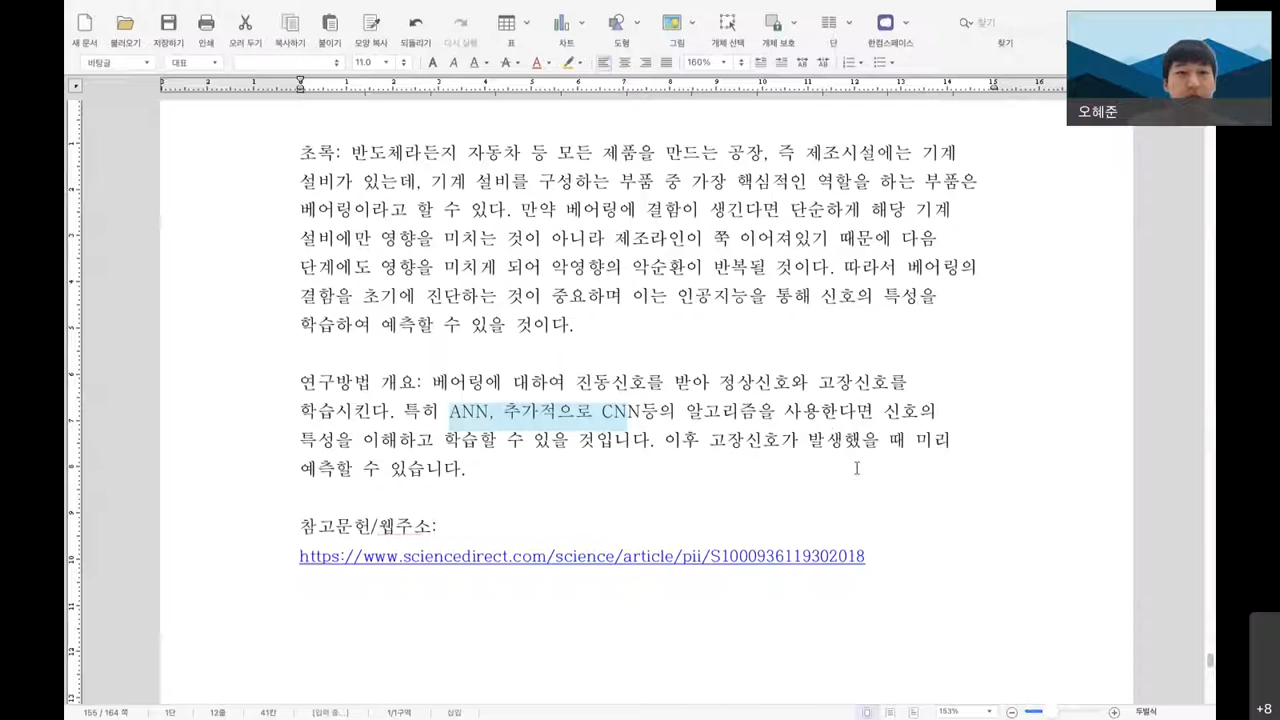 새 문서 불러오기 저장하기 인쇄 오려 두기 복사하기 붙이기 모양 복사 되돌리기 다시 실행 표 차트 도형 그림 개체 선택 개체 보호 단 한컴스페이스 찾기 찾기
바탕글 대표 11.0 가 가 가 가 가 160%
오혜준
초록: 반도체라든지 자동차 등 모든 제품을 만드는 공장, 즉 제조시설에는 기계
설비가 있는데, 기계 설비를 구성하는 부품 중 가장 핵심적인 역할을 하는 부품은
베어링이라고 할 수 있다. 만약 베어링에 결함이 생긴다면 단순하게 해당 기계
설비에만 영향을 미치는 것이 아니라 제조라인이 쭉 이어져있기 때문에 다음
단계에도 영향을 미치게 되어 악영향의 악순환이 반복될 것이다. 따라서 베어링의
결함을 초기에 진단하는 것이 중요하며 이는 인공지능을 통해 신호의 특성을
학습하여 예측할 수 있을 것이다.
연구방법 개요: 베어링에 대하여 진동신호를 받아 정상신호와 고장신호를
학습시킨다. 특히 ANN, 추가적으로 CNN등의 알고리즘을 사용한다면 신호의
특성을 이해하고 학습할 수 있을 것입니다. 이후 고장신호가 발생했을 때 미리
예측할 수 있습니다.
참고문헌/웹주소:
https://www.sciencedirect.com/science/article/pii/S1000936119302018
155 / 164 쪽 1단 12줄 41칸 [입력 중..] 1/1구역 삽입 153% 두벌식
+8